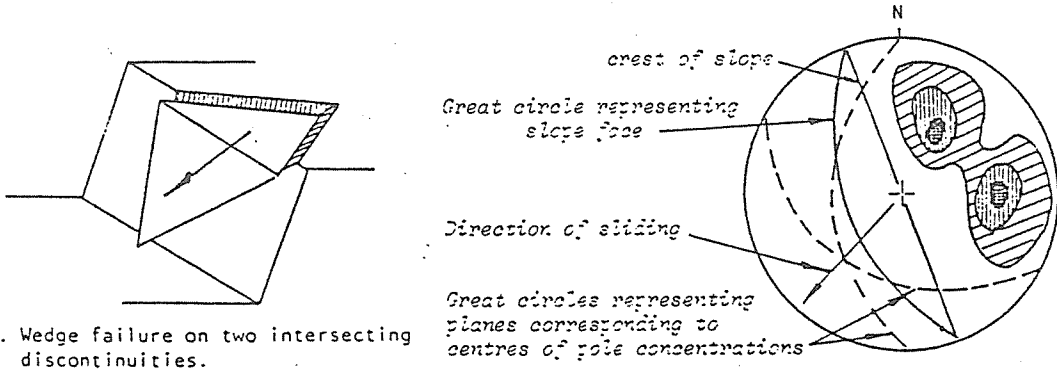 N
crest of slope
Great circle representing
slope face
Direction of sliding
Great circles representing
planes corresponding to
centres of pole concentrations
. Wedge failure on two intersecting
discontinuities.